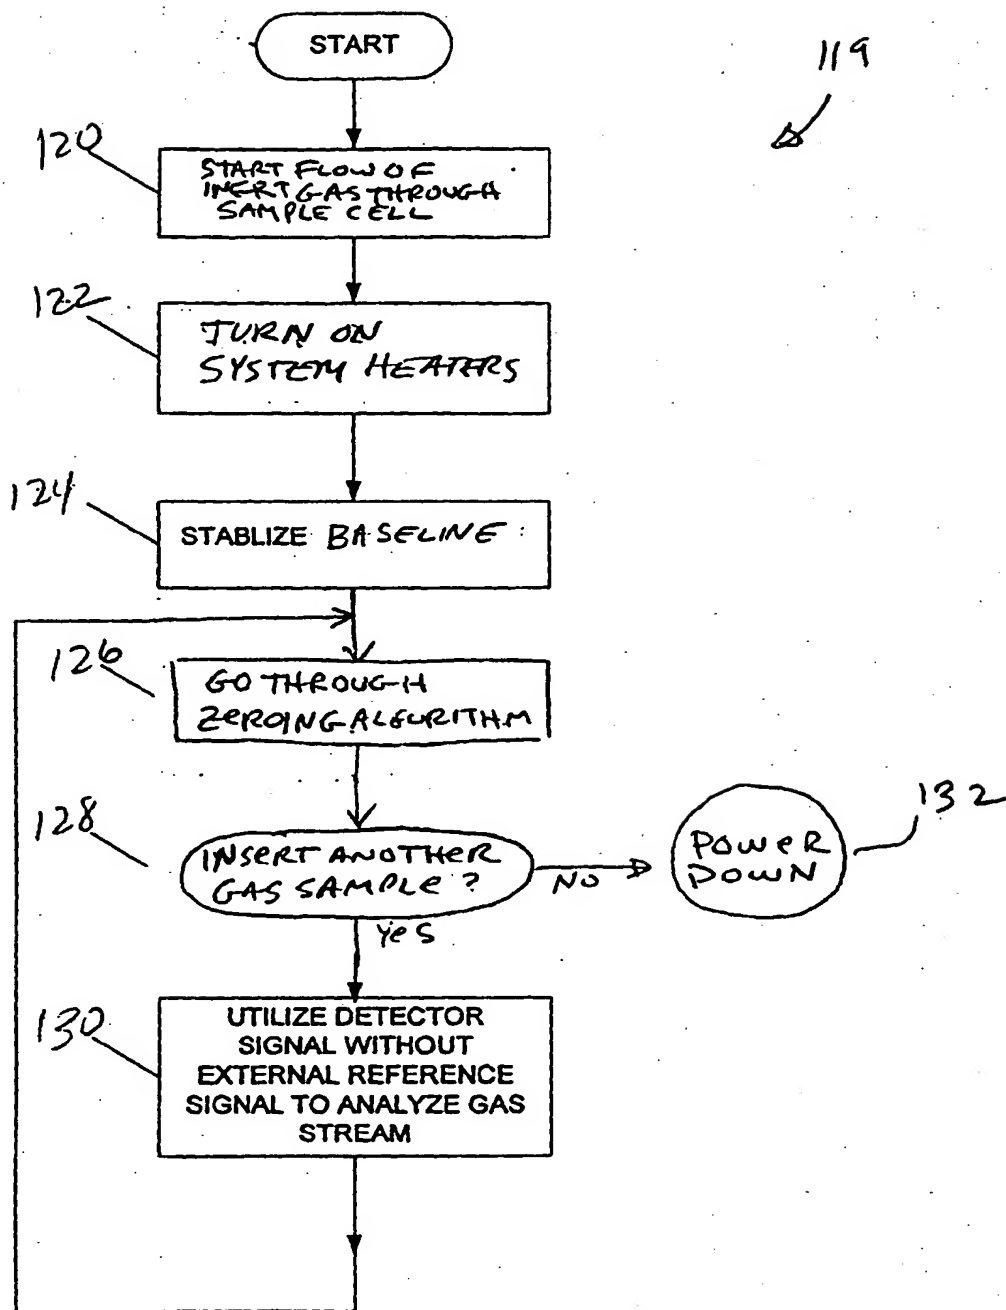 START
119
120
START FLOW OF
INERT GAS THROUGH
SAMPLE CELL
122
TURN ON
SYSTEM HEATERS
124
STABLIZE BASELINE
126
GO THROUGH
ZEROING ALGURITHM
128
INSERT ANOTHER
GAS SAMPLE?
NO
POWER
DOWN
132
YES
130
UTILIZE DETECTOR
SIGNAL WITHOUT
EXTERNAL REFERENCE
SIGNAL TO ANALYZE GAS
STREAM